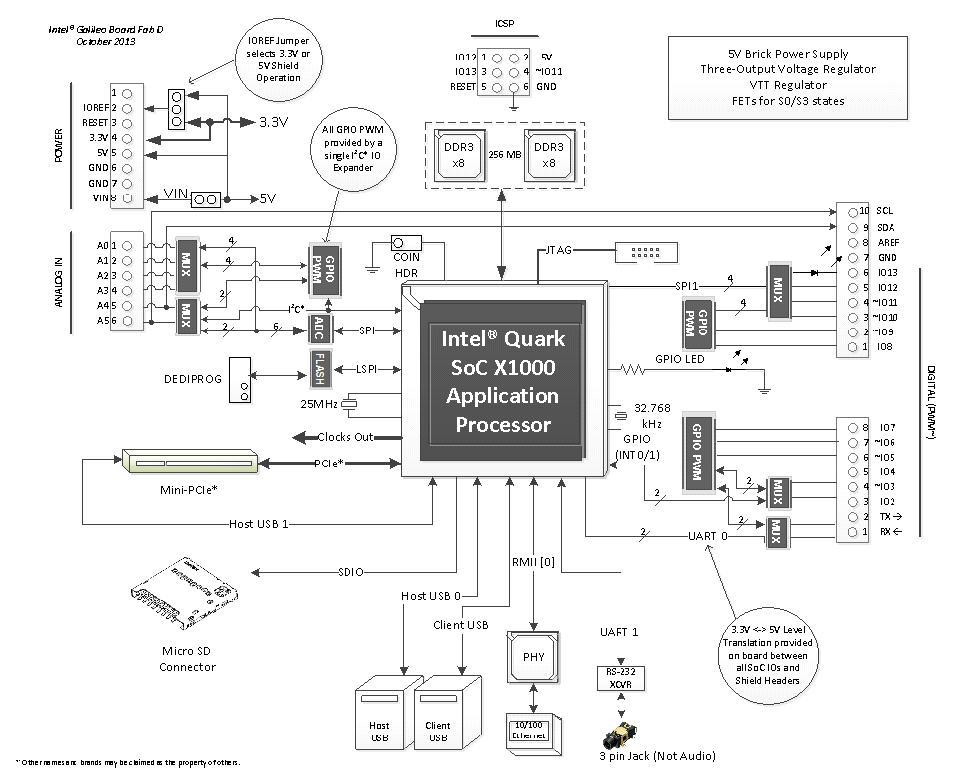 Intel® Galileo Board Fab D
October 2013
IOREF Jumper
selects 3.3V or
5V Shield
Operation
ICSP
IO12 1 2 5V
IO13 3 4 ~IO11
RESET 5 6 GND
5V Brick Power Supply
Three-Output Voltage Regulator
VTT Regulator
FETs for S0/S3 states
POWER
1
IOREF 2
RESET 3
3.3V 4
5V 5
GND 6
GND 7
VIN 8
3.3V
VIN
5V
All GPIO PWM
provided by a
single I²C* IO
Expander
DDR3
x8
256 MB
DDR3
x8
ANALOG IN
A0 1
A1 2
A2 3
A3 4
A4 5
A5 6
MUX
MUX
4
4
2
2
6
GPIO
PWM
I²C*
ADC
SPI
FLASH
LSPI
DEDIPROG
25MHz
COIN
HDR
JTAG
Intel® Quark
SoC X1000
Application
Processor
SPI1
4
4
MUX
GPIO
PWM
GPIO LED
10 SCL
9 SDA
8 AREF
7 GND
6 IO13
5 IO12
4 ~IO11
3 ~IO10
2 ~IO9
1 IO8
DIGITAL (PWM~)
32.768
kHz
GPIO
(INT0/1)
GPIO PWM
2
2
2
2
MUX
MUX
UART 0
8 IO7
7 ~IO6
6 ~IO5
5 IO4
4 ~IO3
3 IO2
2 TX→
1 RX←
Clocks Out
PCIe*
Mini-PCIe*
Host USB 1
SDIO
Micro SD
Connector
Host USB 0
Client USB
RMII [0]
Host
USB
Client
USB
PHY
10/100
Ethernet
UART 1
RS-232
XCVR
3 pin Jack (Not Audio)
3.3V <-> 5V Level
Translation provided
on board between
all SoC IOs and
Shield Headers
* Other names and brands may be claimed as the property of others.